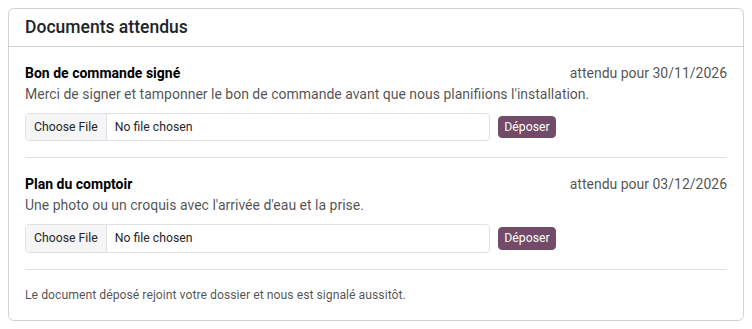 Documents attendus
Bon de commande signé attendu pour 30/11/2026
Merci de signer et tamponner le bon de commande avant que nous planifiions l'installation.
Choose File No file chosen Déposer
Plan du comptoir attendu pour 03/12/2026
Une photo ou un croquis avec l'arrivée d'eau et la prise.
Choose File No file chosen Déposer
Le document déposé rejoint votre dossier et nous est signalé aussitôt.